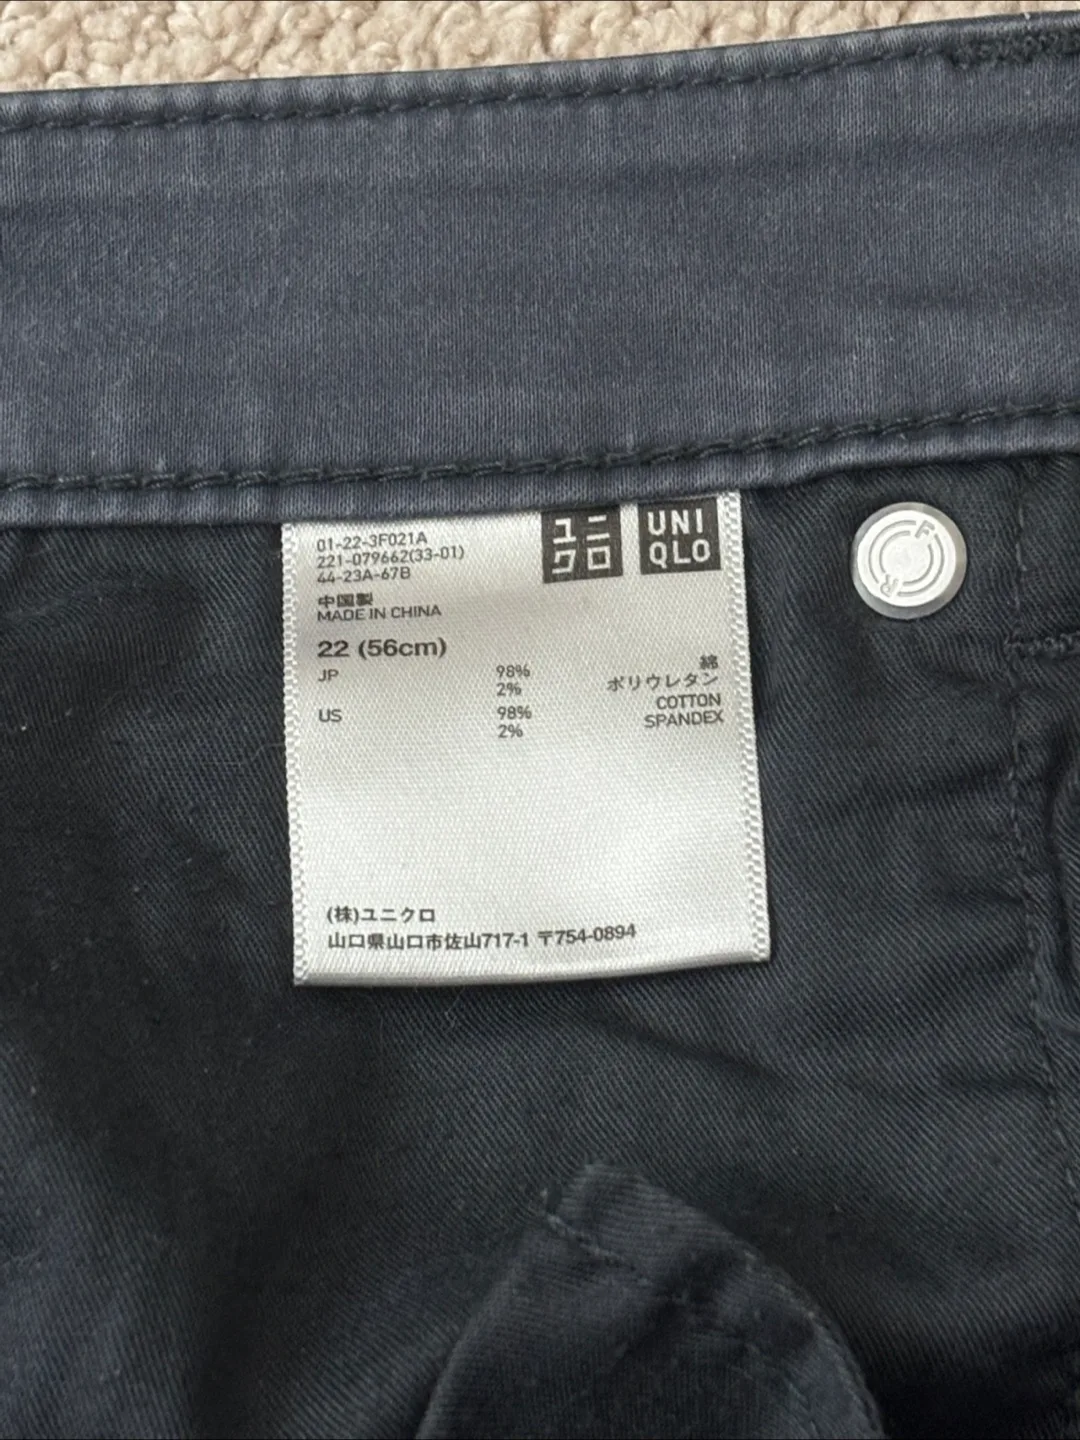 01-22-3F021A
221-079662(33-01)
44-23A-67B
ユニ
クロ
UNI
QLO
中国製
MADE IN CHINA
22 (56cm)
JP 98% 綿
2% ポリウレタン
US 98% COTTON
2% SPANDEX
(株)ユニクロ
山口県山口市佐山717-1 〒754-0894
F
R